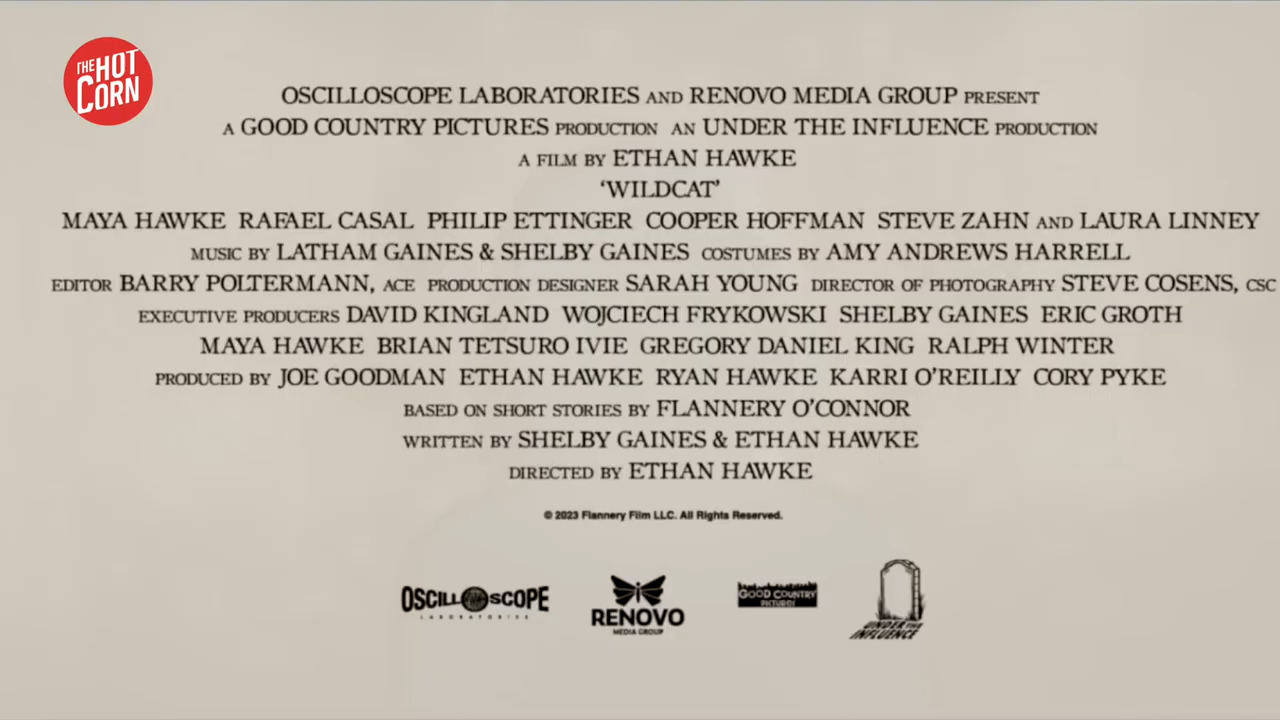 THE HOT CORN
OSCILLOSCOPE LABORATORIES AND RENOVO MEDIA GROUP PRESENT
A GOOD COUNTRY PICTURES PRODUCTION AN UNDER THE INFLUENCE PRODUCTION
A FILM BY ETHAN HAWKE
‘WILDCAT’
MAYA HAWKE RAFAEL CASAL PHILIP ETTINGER COOPER HOFFMAN STEVE ZAHN AND LAURA LINNEY
MUSIC BY LATHAM GAINES & SHELBY GAINES COSTUMES BY AMY ANDREWS HARRELL
EDITOR BARRY POLTERMANN, ACE PRODUCTION DESIGNER SARAH YOUNG DIRECTOR OF PHOTOGRAPHY STEVE COSENS, CSC
EXECUTIVE PRODUCERS DAVID KINGLAND WOJCIECH FRYKOWSKI SHELBY GAINES ERIC GROTH
MAYA HAWKE BRIAN TETSURO IVIE GREGORY DANIEL KING RALPH WINTER
PRODUCED BY JOE GOODMAN ETHAN HAWKE RYAN HAWKE KARRI O’REILLY CORY PYKE
BASED ON SHORT STORIES BY FLANNERY O’CONNOR
WRITTEN BY SHELBY GAINES & ETHAN HAWKE
DIRECTED BY ETHAN HAWKE
© 2023 Flannery Film LLC. All Rights Reserved.
OSCILLOSCOPE
LABORATORIES
RENOVO
MEDIA GROUP
GOOD COUNTRY
PICTURES
UNDER THE
INFLUENCE